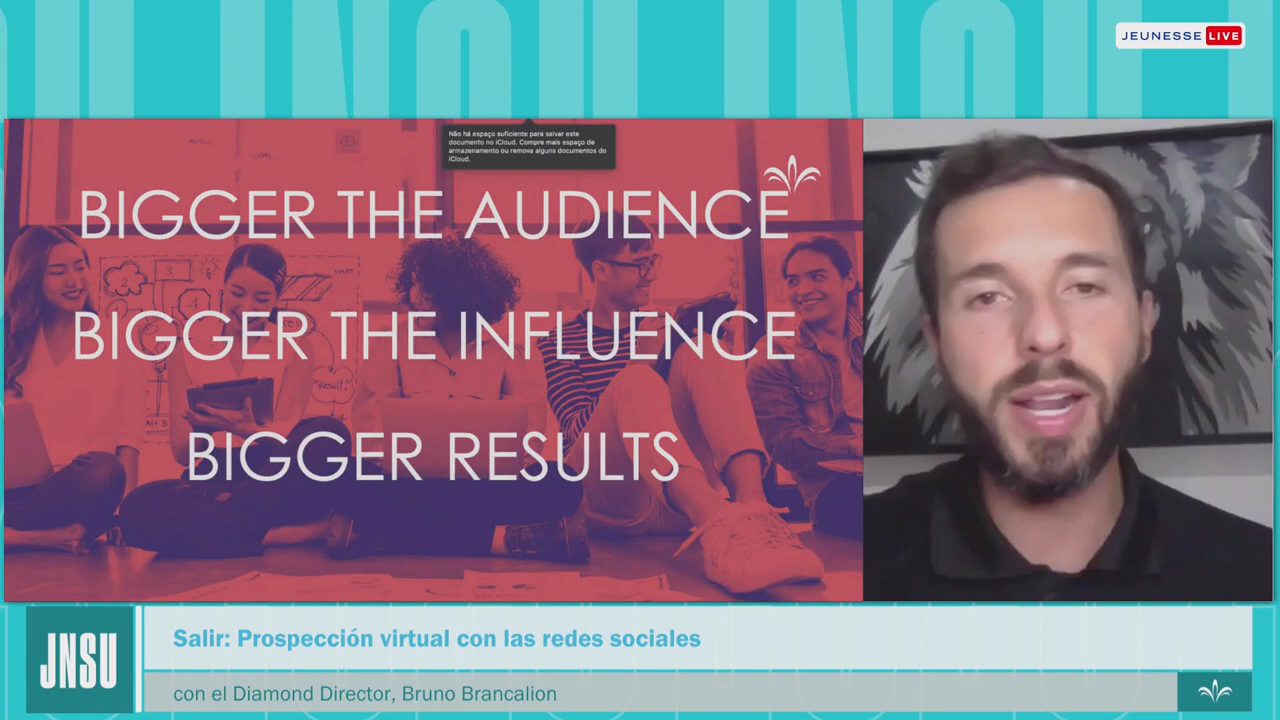 JEUNESSE LIVE
Não há espaço suficiente para salvar este
documento no iCloud. Compre mais espaço de
armazenamento ou remova alguns documentos do
iCloud.
BIGGER THE AUDIENCE
BIGGER THE INFLUENCE
BIGGER RESULTS
JNSU
Salir: Prospección virtual con las redes sociales
con el Diamond Director, Bruno Brancalion